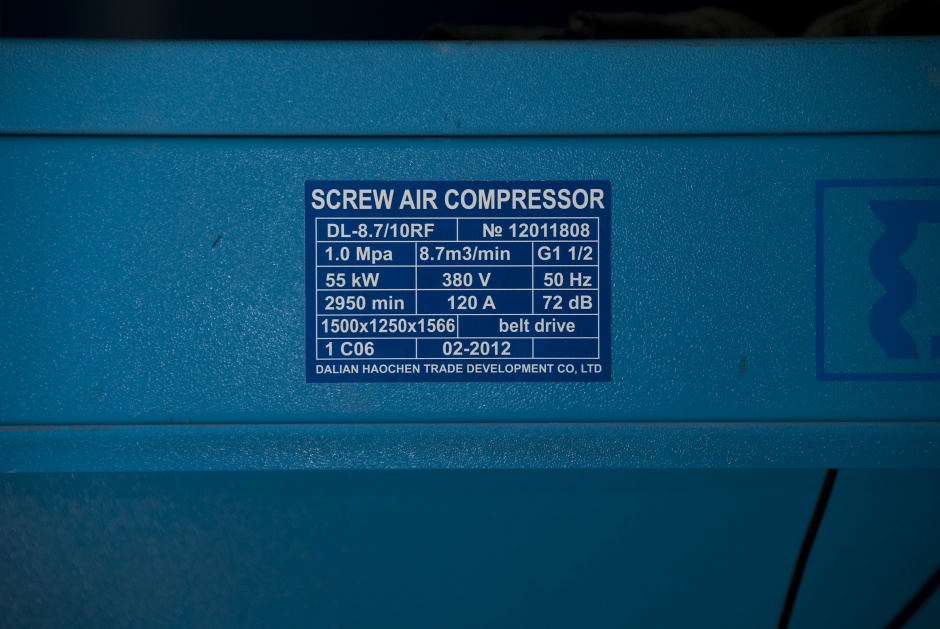 SCREW AIR COMPRESSOR
DL-8.7/10RF № 12011808
1.0 Mpa 8.7m3/min G1 1/2
55 kW 380 V 50 Hz
2950 min 120 A 72 dB
1500x1250x1566 belt drive
1 C06 02-2012
DALIAN HAOCHEN TRADE DEVELOPMENT CO, LTD